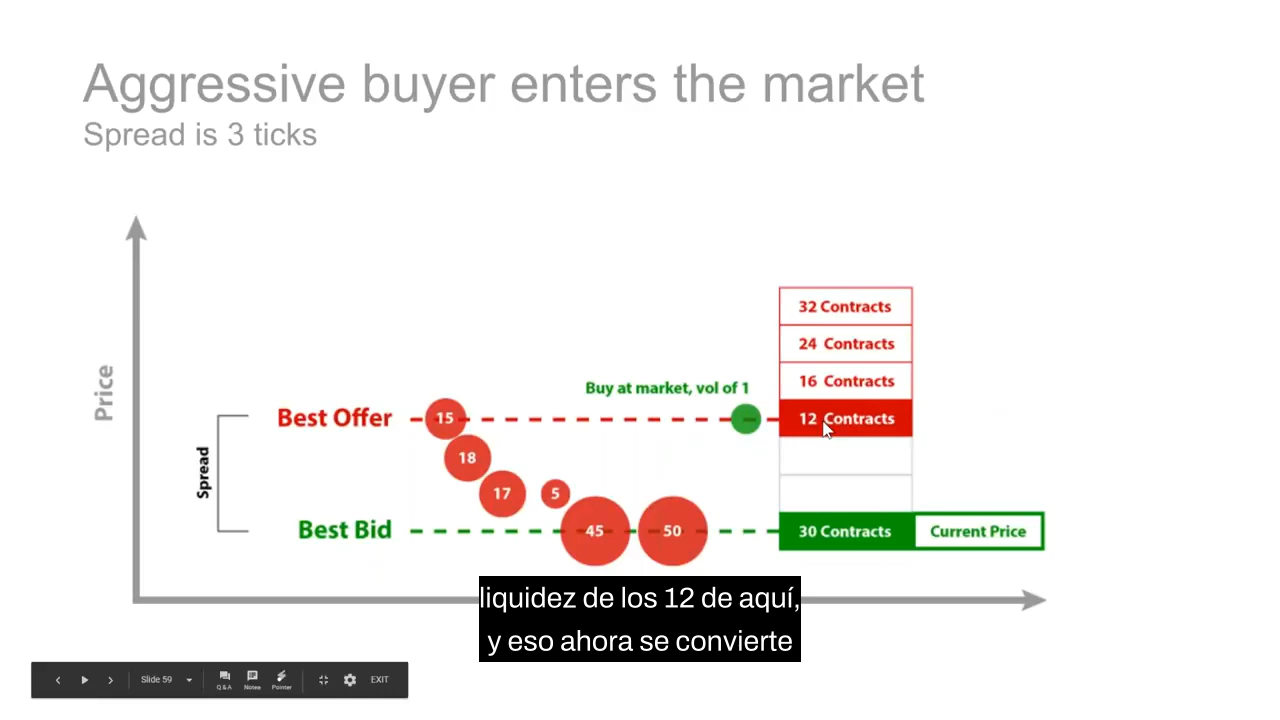 Aggressive buyer enters the market
Spread is 3 ticks
Price
Spread
Best Offer
Best Bid
15
18
17
5
45
50
Buy at market, vol of 1
32 Contracts
24 Contracts
16 Contracts
12 Contracts
30 Contracts
Current Price
liquidez de los 12 de aquí,
y eso ahora se convierte
Slide 59
Q & A
Notes
Pointer
EXIT